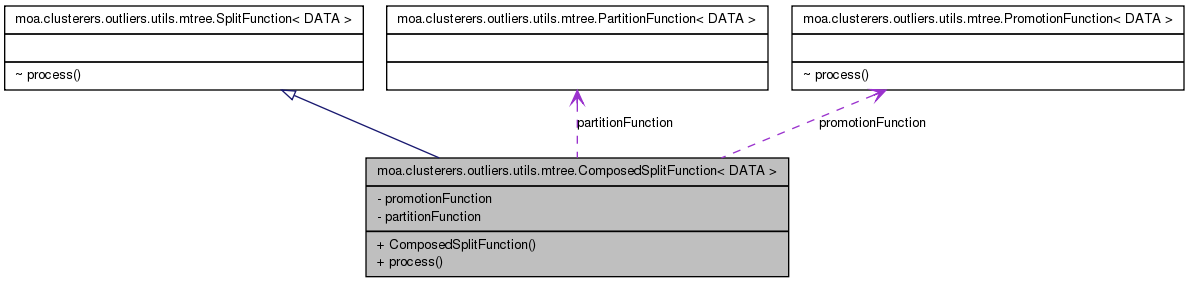 moa.clusterers.outliers.utils.mtree.SplitFunction< DATA >
~ process()
moa.clusterers.outliers.utils.mtree.PartitionFunction< DATA >
moa.clusterers.outliers.utils.mtree.PromotionFunction< DATA >
~ process()
partitionFunction
promotionFunction
moa.clusterers.outliers.utils.mtree.ComposedSplitFunction< DATA >
- promotionFunction
- partitionFunction
+ ComposedSplitFunction()
+ process()